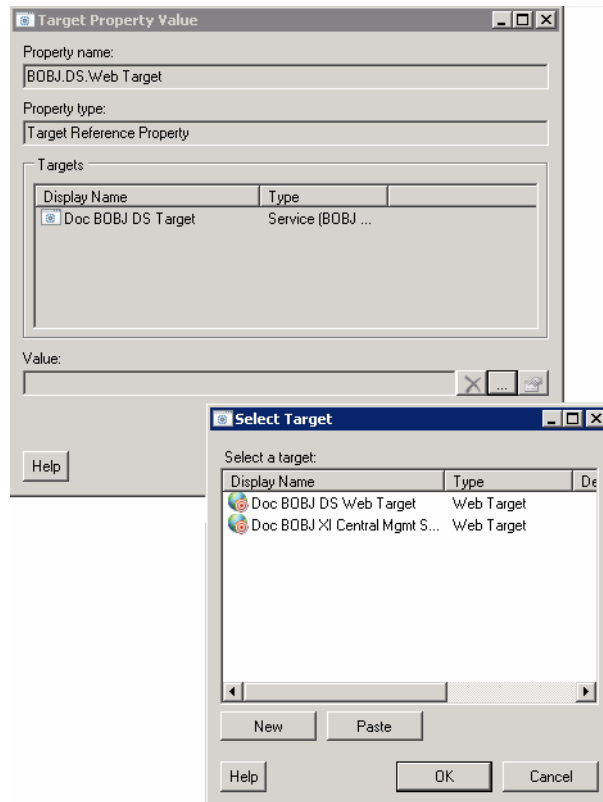 Target Property Value
Property name:
BOBJ.DS.Web Target
Property type:
Target Reference Property
Targets
Display Name Type
Doc BOBJ DS Target Service (BOBJ ...
Value:
...
Help
Select Target
Select a target:
Display Name Type De
Doc BOBJ DS Web Target Web Target
Doc BOBJ XI Central Mgmt S... Web Target
New Paste
Help OK Cancel